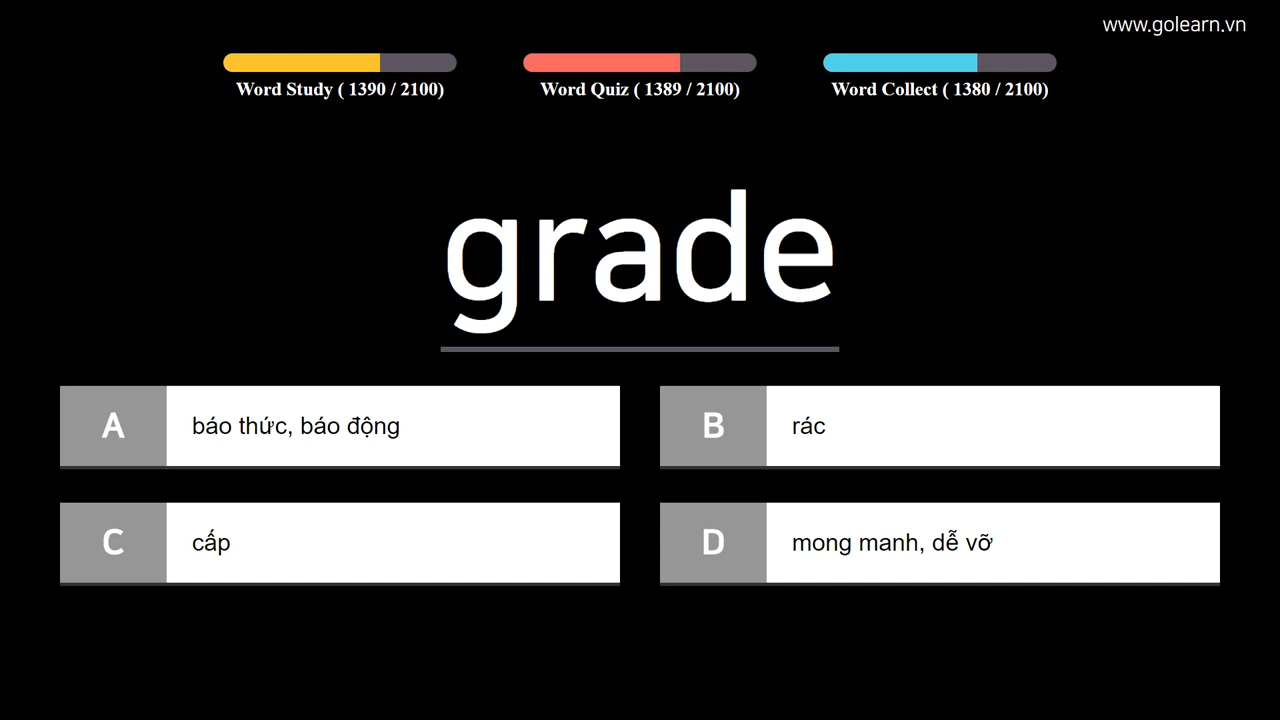 www.golearn.vn
Word Study ( 1390 / 2100)
Word Quiz ( 1389 / 2100)
Word Collect ( 1380 / 2100)
grade
A báo thức, báo động
B rác
C cấp
D mong manh, dễ vỡ